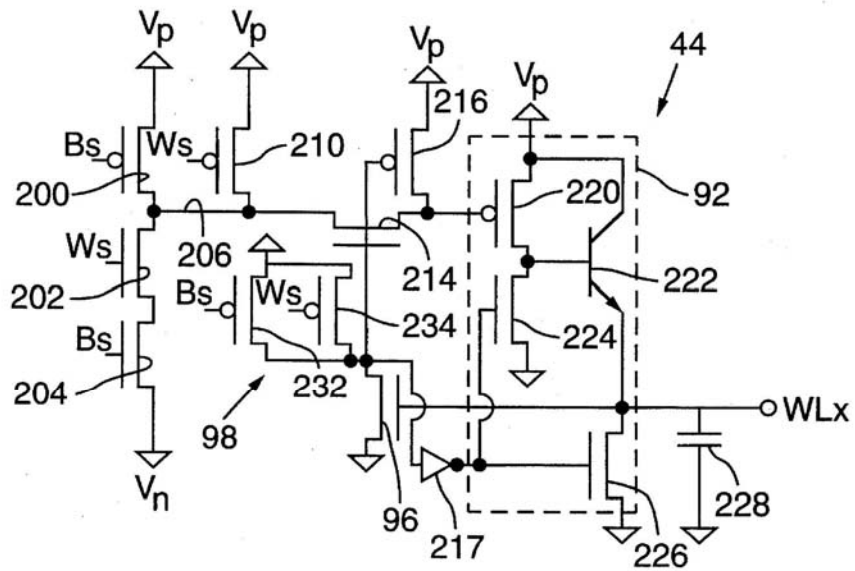 Vp Vp Vp Vp 44
216
Bs Ws 210
200 220 92
Ws 206 214 222
202 Bs Ws 234 224
Bs 232
204 98 WLx
Vn 96 217 226 228